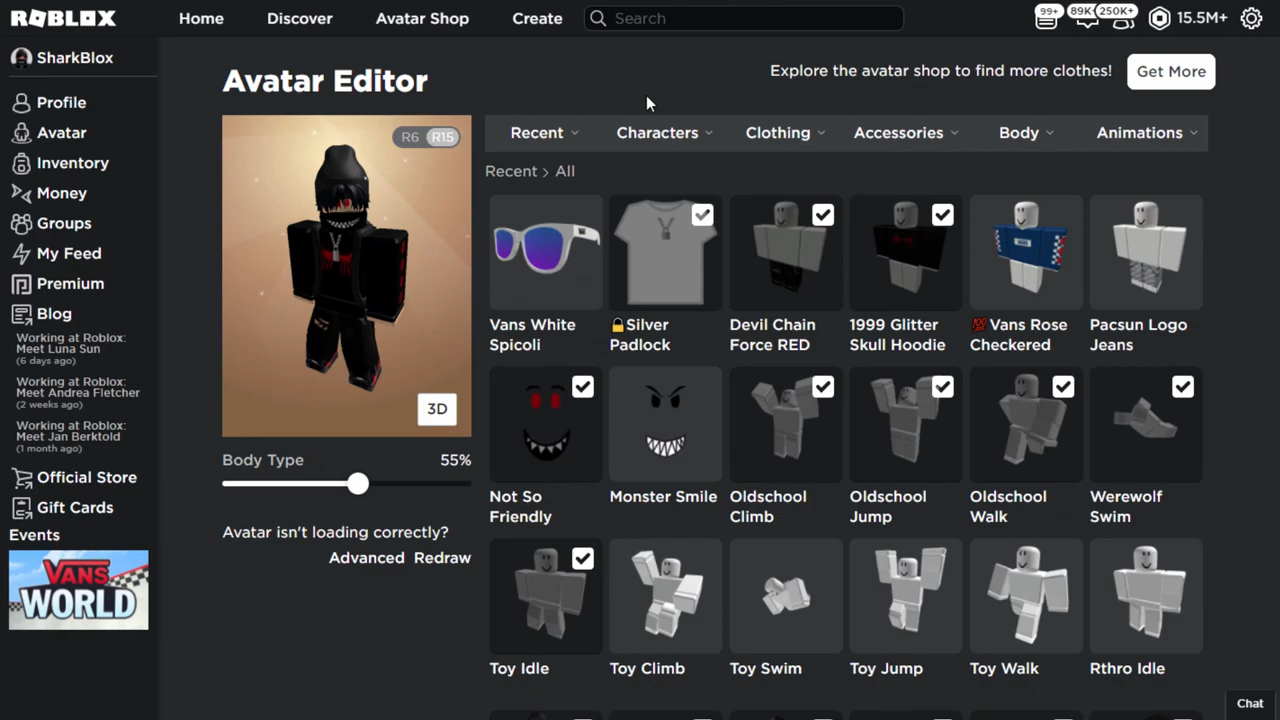 ROBLOX
Home
Discover
Avatar Shop
Create
Search
99+
89K+
250K+
15.5M+
SharkBlox
Profile
Avatar
Inventory
Money
Groups
My Feed
Premium
Blog
Working at Roblox:
Meet Luna Sun
(6 days ago)
Working at Roblox:
Meet Andrea Fletcher
(2 weeks ago)
Working at Roblox:
Meet Jan Berktold
(1 month ago)
Official Store
Gift Cards
Events
VANS
WORLD
Avatar Editor
Explore the avatar shop to find more clothes!
Get More
R6 R15
3D
Body Type
55%
Avatar isn't loading correctly?
Advanced Redraw
Recent
Characters
Clothing
Accessories
Body
Animations
Recent > All
Vans White
Spicoli
🔒Silver
Padlock
Devil Chain
Force RED
1999 Glitter
Skull Hoodie
💯Vans Rose
Checkered
Pacsun Logo
Jeans
Not So
Friendly
Monster Smile
Oldschool
Climb
Oldschool
Jump
Oldschool
Walk
Werewolf
Swim
Toy Idle
Toy Climb
Toy Swim
Toy Jump
Toy Walk
Rthro Idle
Chat